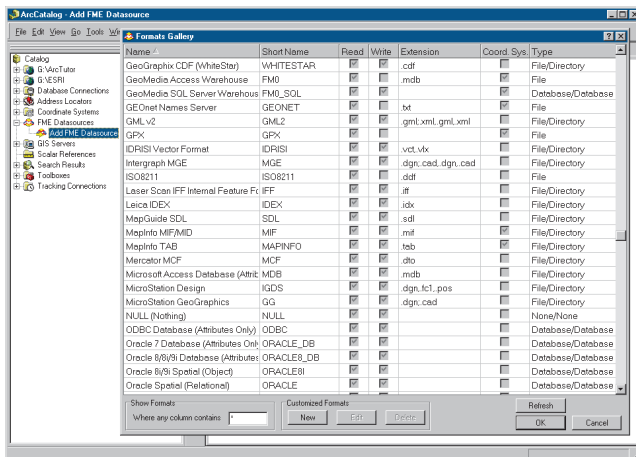 ArcCatalog - Add FME Datasource
File Edit View Go Tools Wi
Formats Gallery
Name Short Name Read Write Extension Coord. Sys. Type
GeoGraphix CDF (WhiteStar) WHITESTAR .cdf File/Directory
GeoMedia Access Warehouse FM0 .mdb File
GeoMedia SQL Server Warehous FM0_SQL Database/Database
GEOnet Names Server GEONET .txt File
GML v2 GML2 .gml;.xml,.gml,.xml File/Directory
GPX GPX File
IDRISI Vector Format IDRISI .vct,.vlx File/Directory
Intergraph MGE MGE .dgn;.cad,.dgn,.cad File/Directory
ISO8211 ISO8211 .ddf File
Laser Scan IFF Internal Feature Fo IFF .iff File/Directory
Leica IDEX IDEX .idx File/Directory
MapGuide SDL SDL .sdl File/Directory
MapInfo MIF/MID MIF .mif File/Directory
MapInfo TAB MAPINFO .tab File/Directory
Mercator MCF MCF .dto File/Directory
Microsoft Access Database (Attrib MDB .mdb File/Directory
MicroStation Design IGDS .dgn,.fc1,.pos File/Directory
MicroStation GeoGraphics GG .dgn;.cad File/Directory
NULL (Nothing) NULL None/None
ODBC Database (Attributes Only) ODBC Database/Database
Oracle 7 Database (Attributes Onl ORACLE_DB Database/Database
Oracle 8/8i/9i Database (Attributes ORACLE8_DB Database/Database
Oracle 8i/9i Spatial (Object) ORACLE8I Database/Database
Oracle Spatial (Relational) ORACLE Database/Database
Catalog
G:\ArcTutor
G:\ESRI
Database Connections
Address Locators
Coordinate Systems
FME Datasources
Add FME Datasource
GIS Servers
Scalar References
Search Results
Toolboxes
Tracking Connections
Show Formats
Where any column contains *
Customized Formats
New Edit Delete
Refresh
OK Cancel